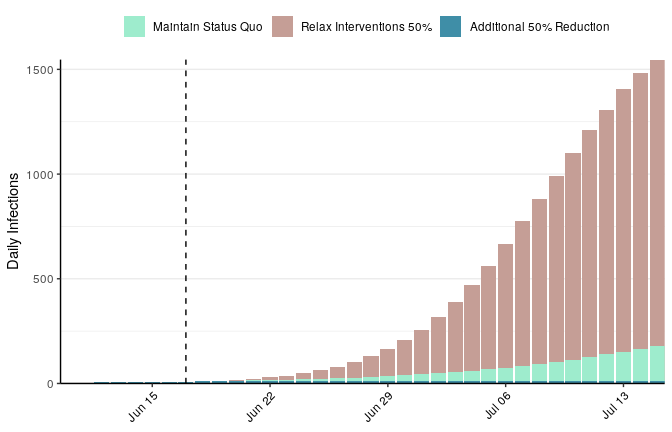 Maintain Status Quo Relax Interventions 50% Additional 50% Reduction
Daily Infections
1500
1000
500
0
Jun 15 Jun 22 Jun 29 Jul 06 Jul 13